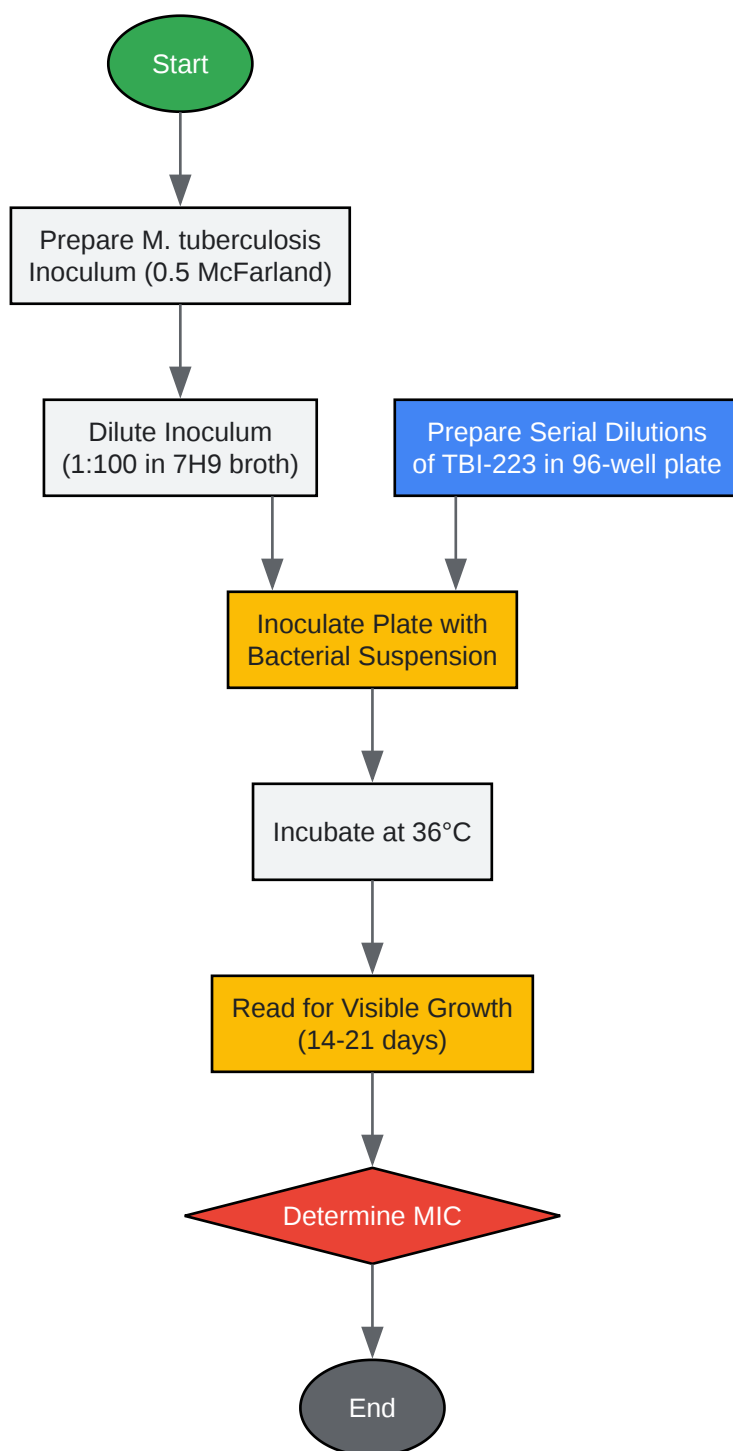 Start
Prepare M. tuberculosis
Inoculum (0.5 McFarland)
Dilute Inoculum
(1:100 in 7H9 broth)
Prepare Serial Dilutions
of TBI-223 in 96-well plate
Inoculate Plate with
Bacterial Suspension
Incubate at 36°C
Read for Visible Growth
(14-21 days)
Determine MIC
End